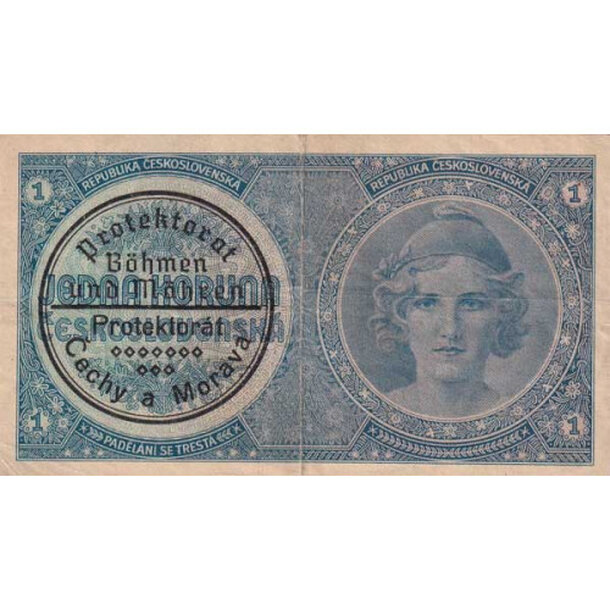 1
REPUBLIKA ČESKOSLOVENSKÁ
REPUBLIKA ČESKOSLOVENSKÁ
1
Protektorat
Böhmen
und Mähren
JEDNA KORUNA
ČESKOSLOVENSKÁ
Protektorát
Čechy a Morava
1
PADĚLÁNÍ SE TRESTÁ
1